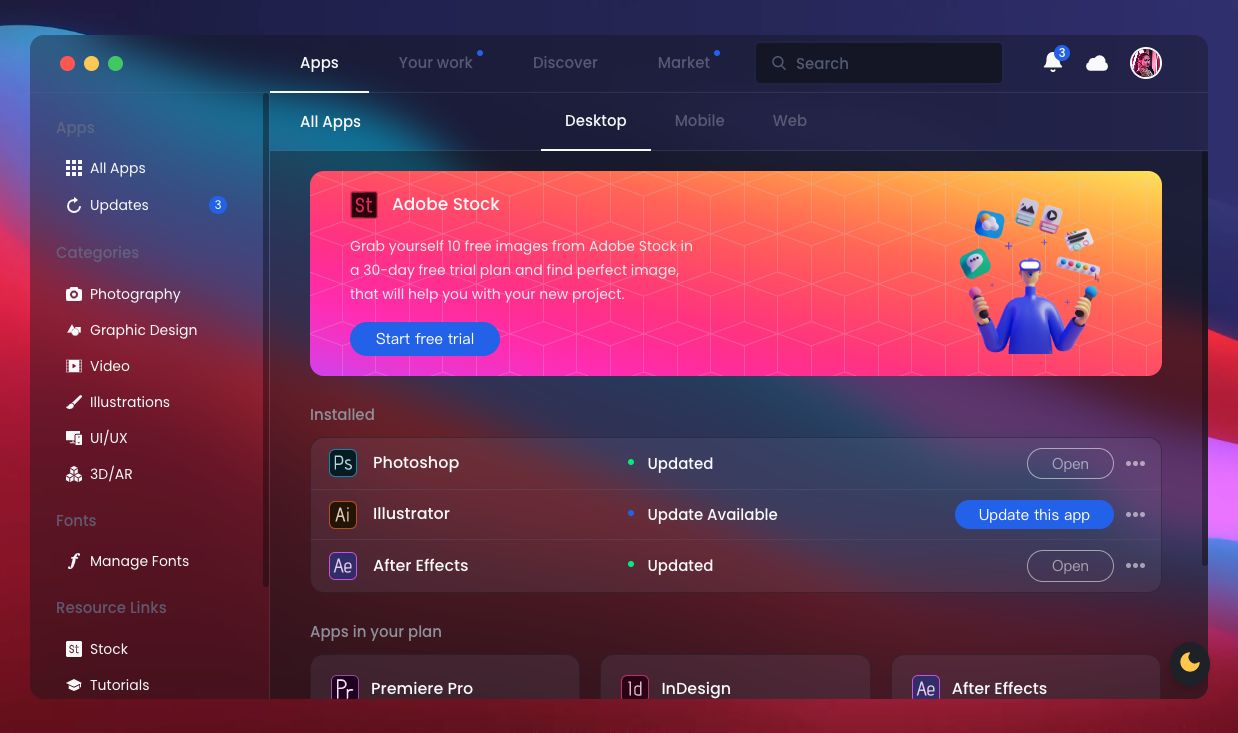 Apps
Your work
Discover
Market
Search
3
Apps
All Apps
Updates
3
Categories
Photography
Graphic Design
Video
Illustrations
UI/UX
3D/AR
Fonts
Manage Fonts
Resource Links
St
Stock
Tutorials
All Apps
Desktop
Mobile
Web
St
Adobe Stock
Grab yourself 10 free images from Adobe Stock in
a 30-day free trial plan and find perfect image,
that will help you with your new project.
Start free trial
Installed
Ps
Photoshop
Updated
Open
Ai
Illustrator
Update Available
Update this app
Ae
After Effects
Updated
Open
Apps in your plan
Pr
Premiere Pro
Id
InDesign
Ae
After Effects